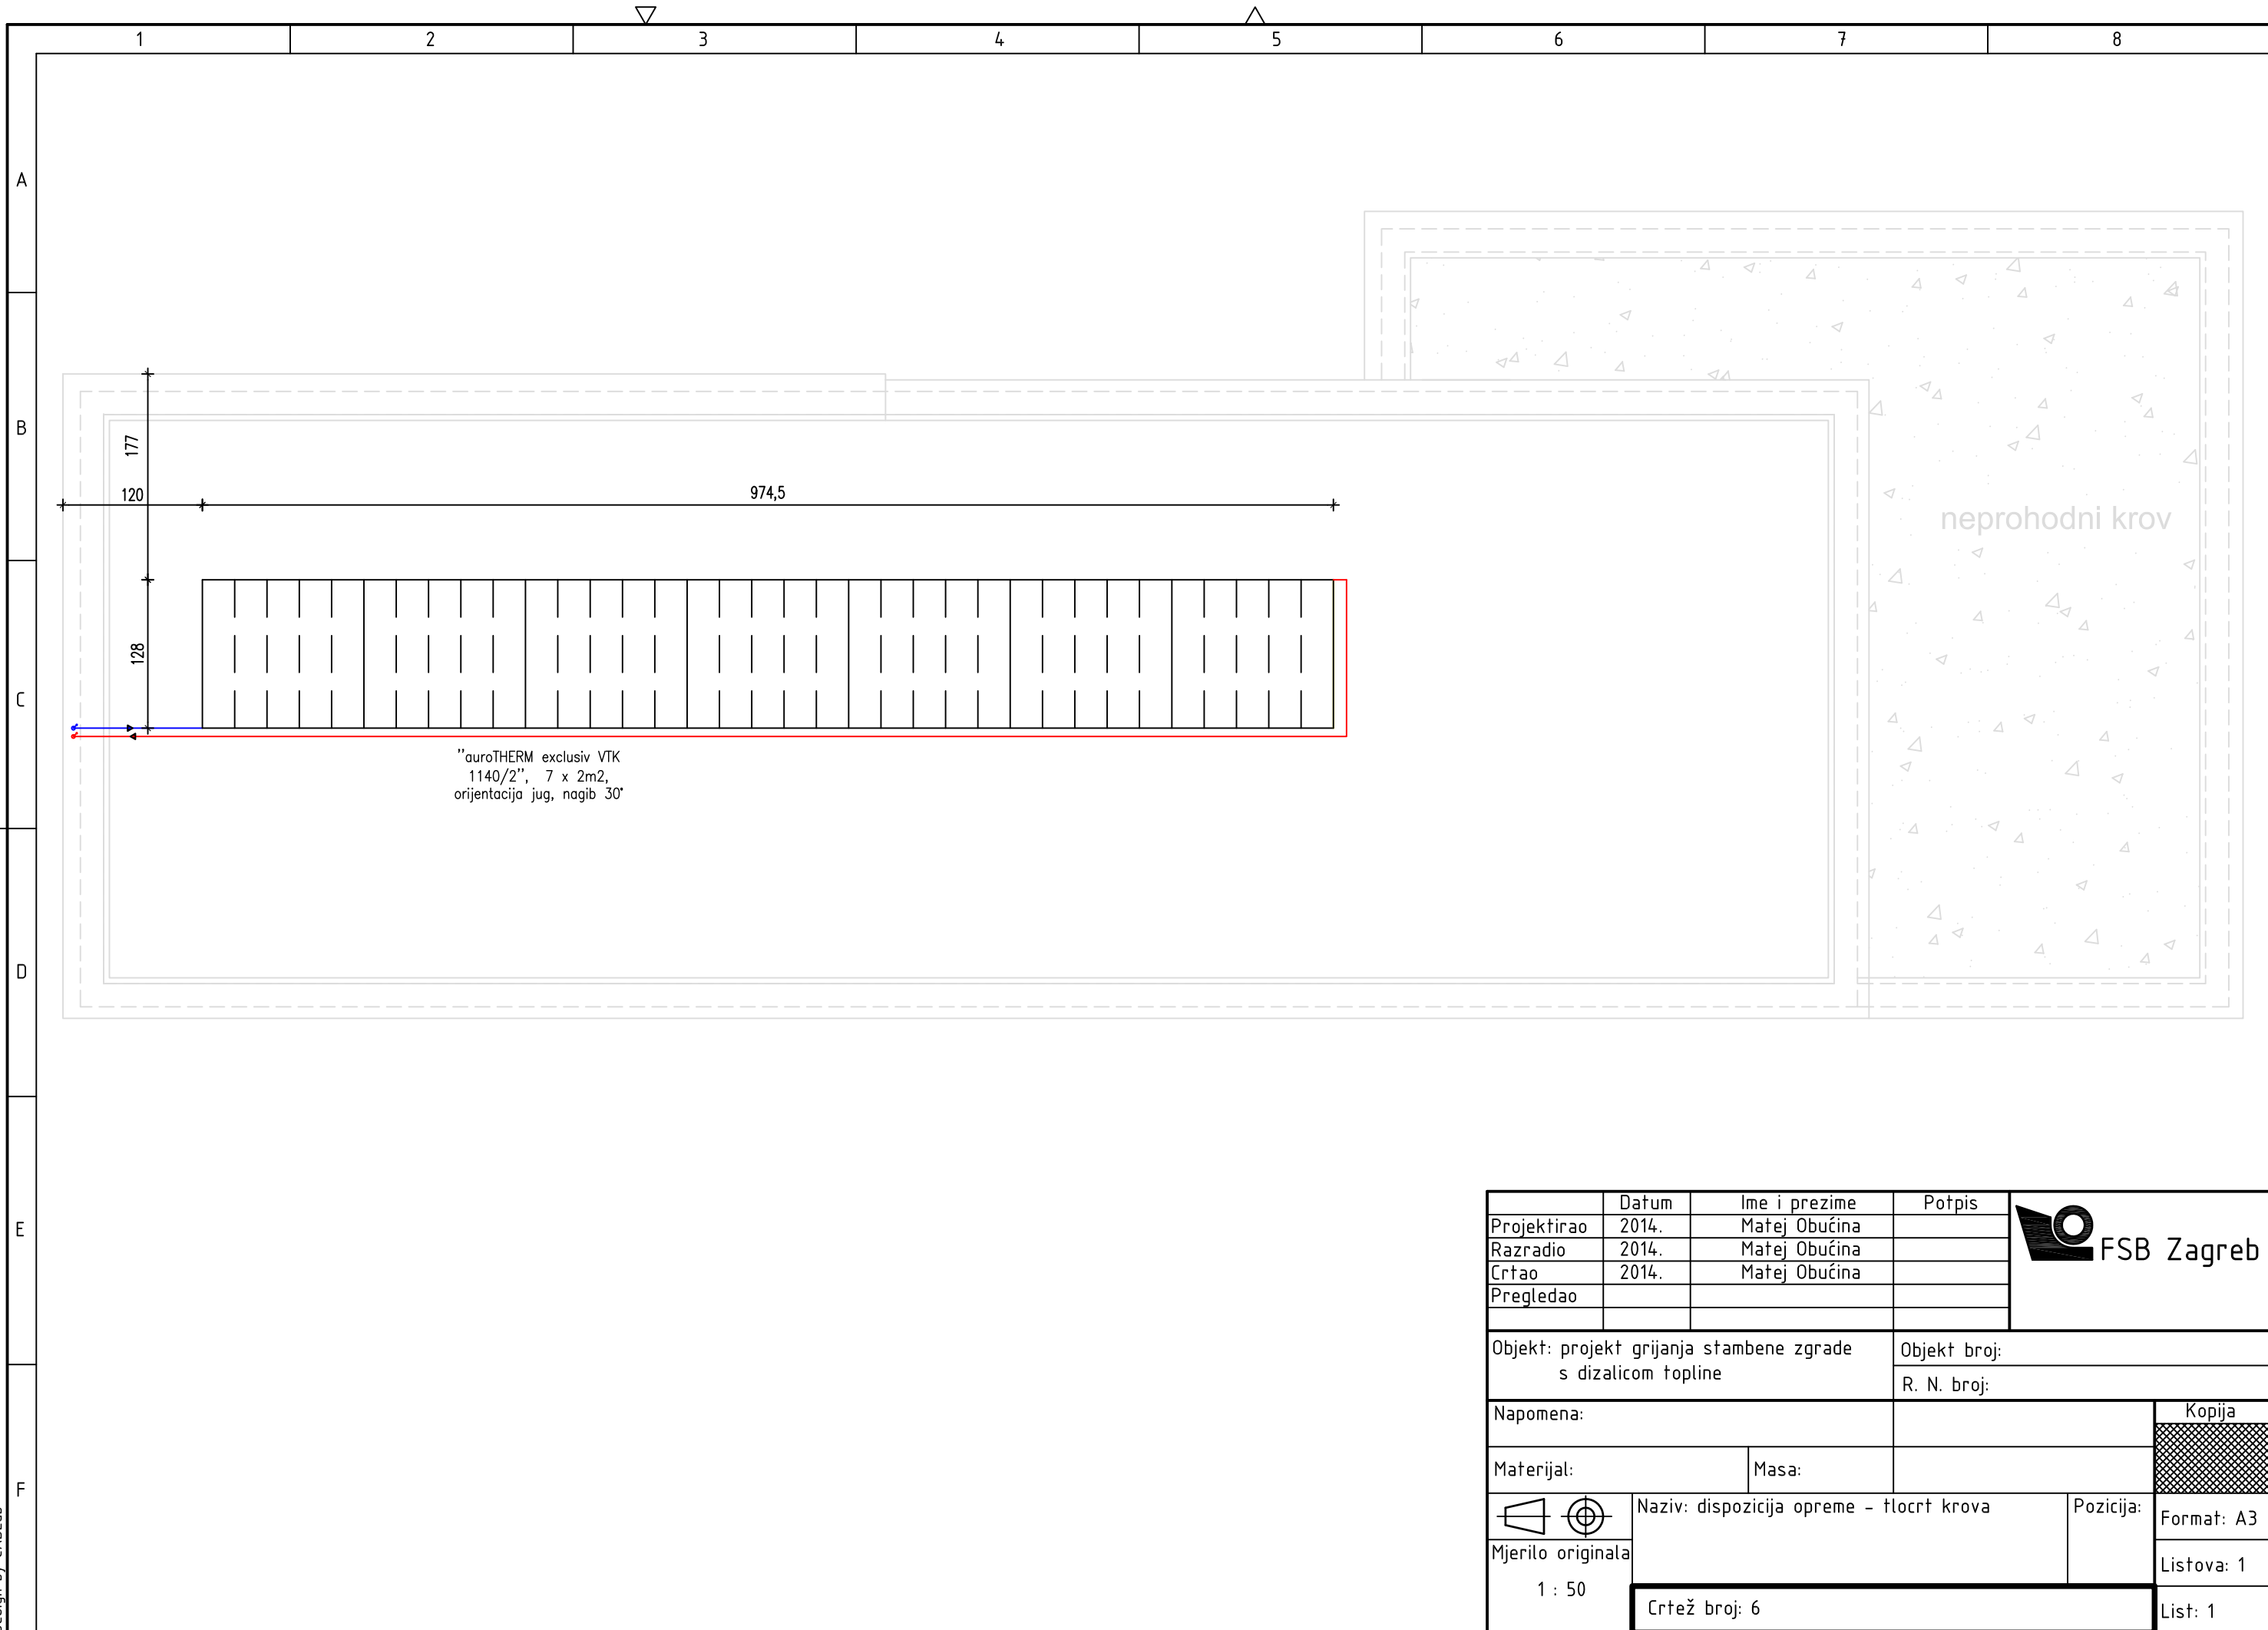 1 2 3 4 5 6 7 8
A
B
C
D
E
F
177
120
974,5
128
neprohodni krov
"auroTHERM exclusiv VTK
1140/2", 7 x 2m2,
orijentacija jug, nagib 30°
Datum Ime i prezime Potpis
Projektirao 2014. Matej Obućina
Razradio 2014. Matej Obućina
Crtao 2014. Matej Obućina
Pregledao
FSB Zagreb
Objekt: projekt grijanja stambene zgrade
s dizalicom topline
Objekt broj:
R. N. broj:
Napomena:
Kopija
Materijal: Masa:
Naziv: dispozicija opreme - tlocrt krova
Pozicija:
Format: A3
Mjerilo originala
1 : 50
Listova: 1
Crtež broj: 6
List: 1